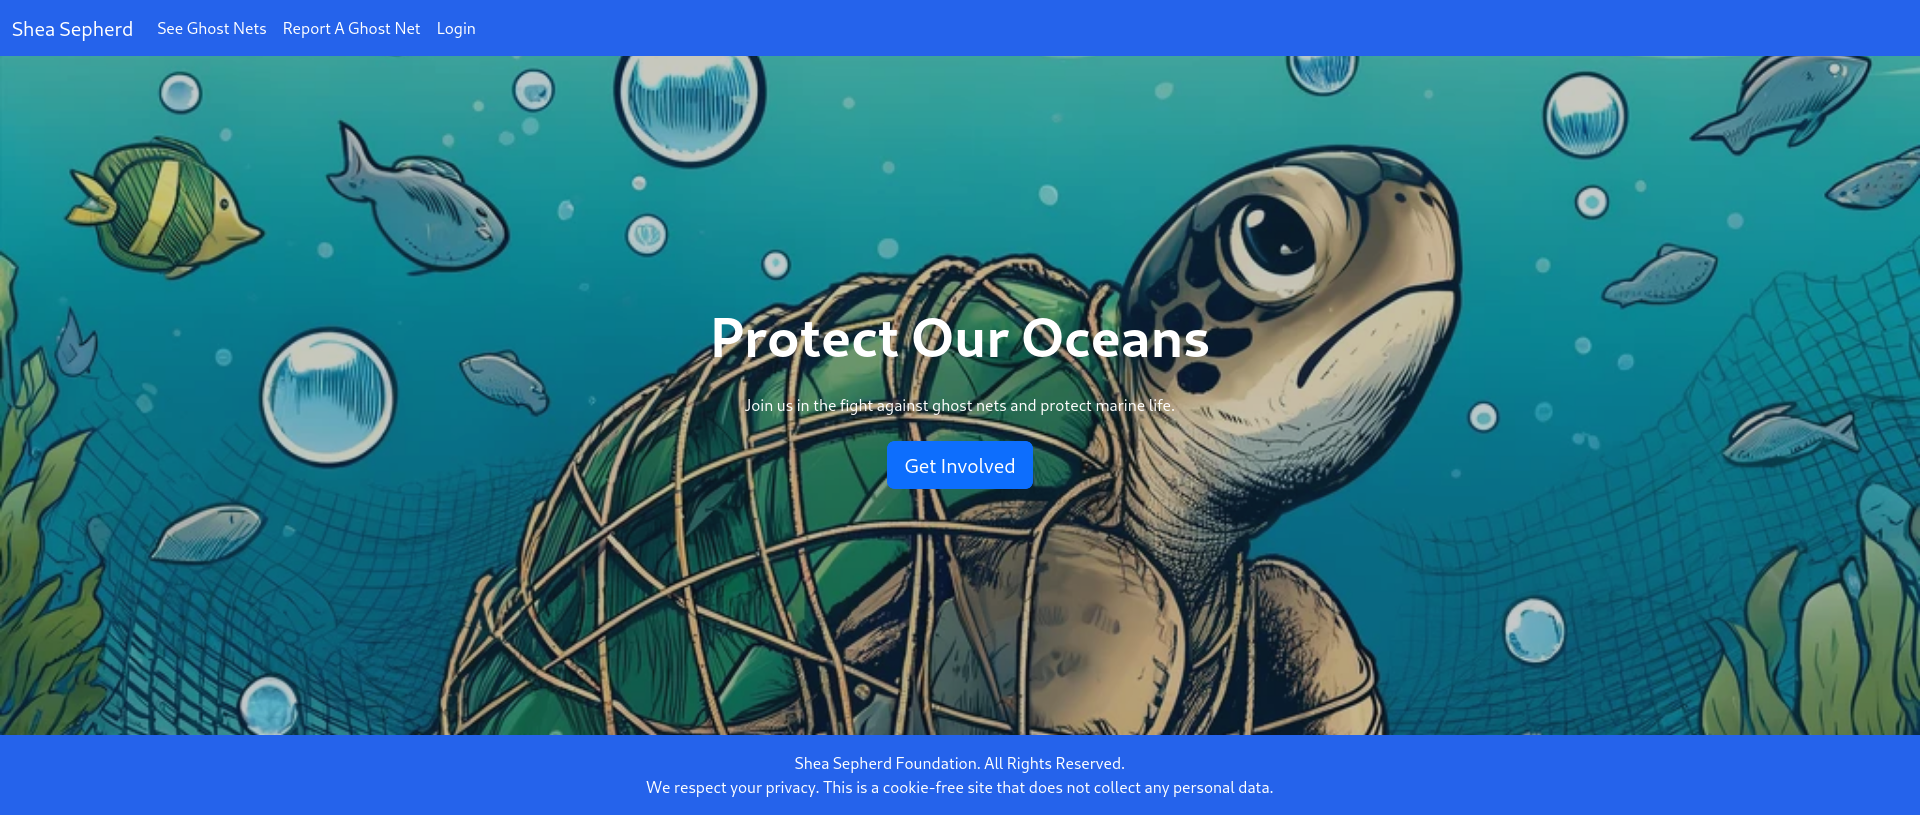 Shea Sepherd See Ghost Nets Report A Ghost Net Login
Protect Our Oceans
Join us in the fight against ghost nets and protect marine life.
Get Involved
Shea Sepherd Foundation. All Rights Reserved.
We respect your privacy. This is a cookie-free site that does not collect any personal data.